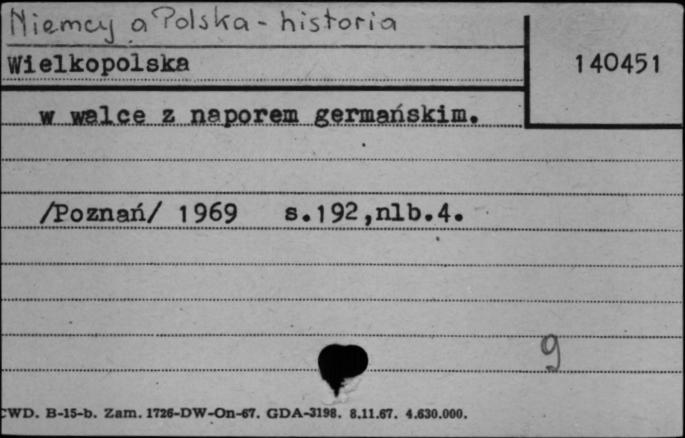 Niemcy a Polska - historia
Wielkopolska
140451
w walce z naporem germańskim.
/Poznań/ 1969 s.192,nlb.4.
9
CWD. B-15-b. Zam. 1726-DW-On-67. GDA-3198. 8.11.67. 4.630.000.